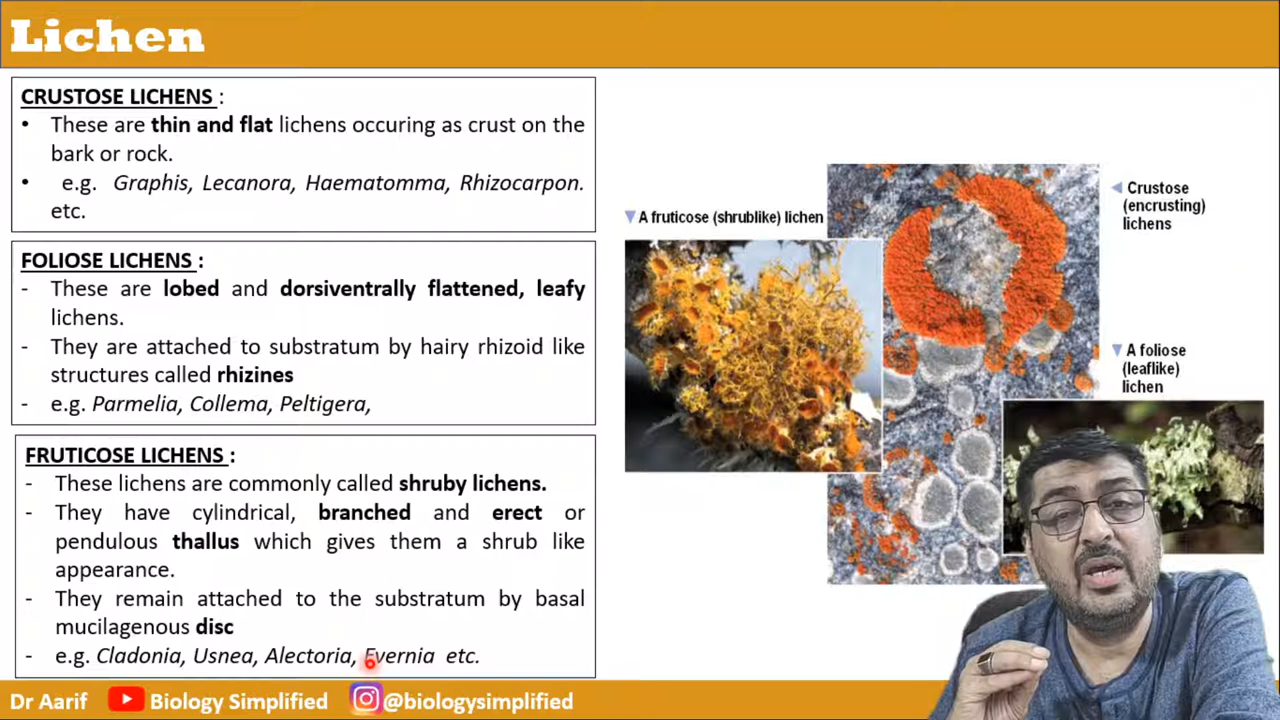 Lichen
CRUSTOSE LICHENS :
• These are thin and flat lichens occuring as crust on the
bark or rock.
• e.g. Graphis, Lecanora, Haematomma, Rhizocarpon.
etc.
FOLIOSE LICHENS :
- These are lobed and dorsiventrally flattened, leafy
lichens.
- They are attached to substratum by hairy rhizoid like
structures called rhizines
- e.g. Parmelia, Collema, Peltigera,
FRUTICOSE LICHENS :
- These lichens are commonly called shruby lichens.
- They have cylindrical, branched and erect or
pendulous thallus which gives them a shrub like
appearance.
- They remain attached to the substratum by basal
mucilagenous disc
- e.g. Cladonia, Usnea, Alectoria, Evernia etc.
▼ A fruticose (shrublike) lichen
◀ Crustose
(encrusting)
lichens
▼ A foliose
(leaflike)
lichen
Dr Aarif Biology Simplified @biologysimplified